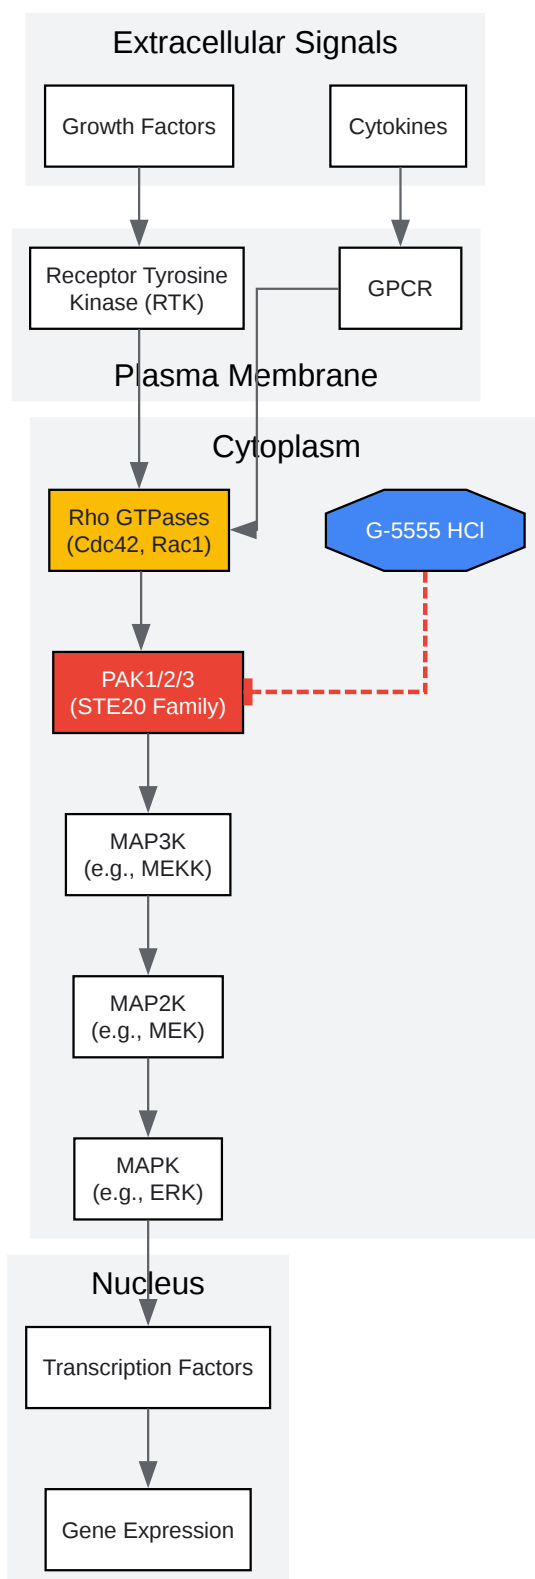 Extracellular Signals
Growth Factors
Cytokines
Receptor Tyrosine
Kinase (RTK)
GPCR
Plasma Membrane
Cytoplasm
Rho GTPases
(Cdc42, Rac1)
G-5555 HCl
PAK1/2/3
(STE20 Family)
MAP3K
(e.g., MEKK)
MAP2K
(e.g., MEK)
MAPK
(e.g., ERK)
Nucleus
Transcription Factors
Gene Expression